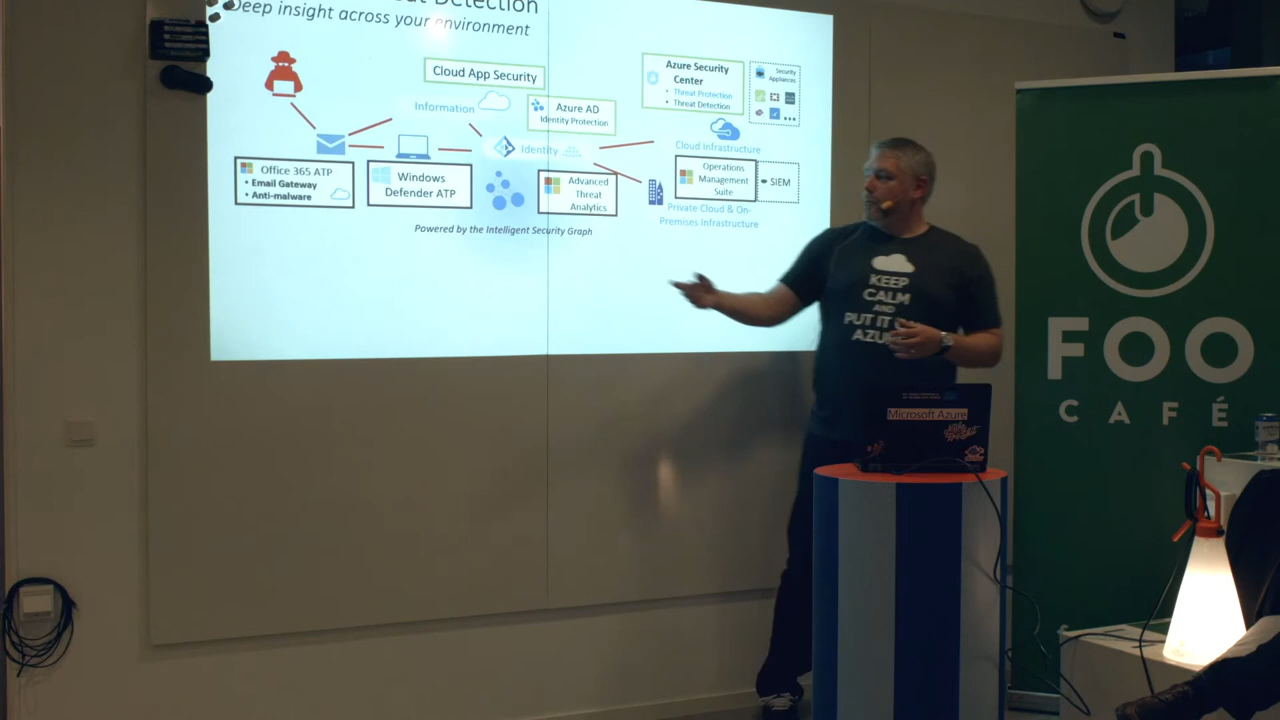 Detection
Deep insight across your environment
Cloud App Security
Information
Azure AD
Identity Protection
Azure Security
Center
• Threat Protection
• Threat Detection
Security
Appliances
Identity
Cloud Infrastructure
Office 365 ATP
• Email Gateway
• Anti-malware
Windows
Defender ATP
Advanced
Threat
Analytics
Operations
Management
Suite
SIEM
Private Cloud & On-
Premises Infrastructure
Powered by the Intelligent Security Graph
KEEP
CALM
AND
PUT IT
Microsoft Azure
FOO
CAFÉ